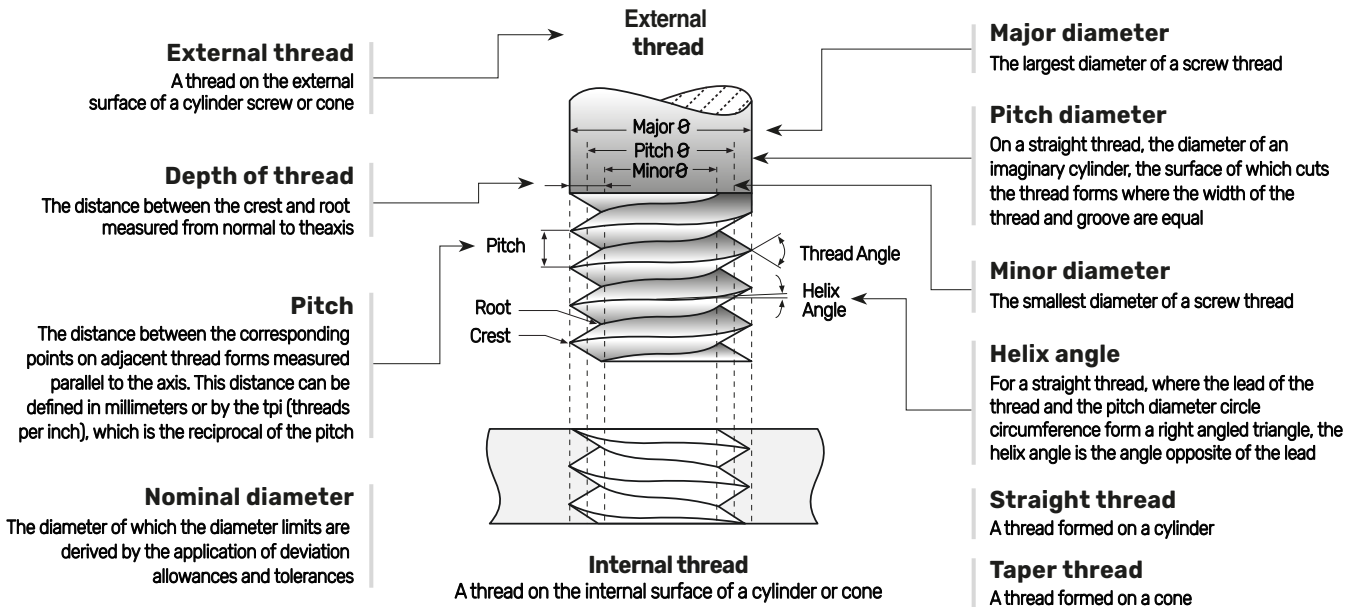 External thread
A thread on the external
surface of a cylinder screw or cone
Depth of thread
The distance between the crest and root
measured from normal to theaxis
Pitch
The distance between the corresponding
points on adjacent thread forms measured
parallel to the axis. This distance can be
defined in millimeters or by the tpi (threads
per inch), which is the reciprocal of the pitch
Nominal diameter
The diameter of which the diameter limits are
derived by the application of deviation
allowances and tolerances
External
thread
Major Ø
Pitch Ø
Minor Ø
Pitch
Root
Crest
Thread Angle
Helix
Angle
Internal thread
A thread on the internal surface of a cylinder or cone
Major diameter
The largest diameter of a screw thread
Pitch diameter
On a straight thread, the diameter of an
imaginary cylinder, the surface of which cuts
the thread forms where the width of the
thread and groove are equal
Minor diameter
The smallest diameter of a screw thread
Helix angle
For a straight thread, where the lead of the
thread and the pitch diameter circle
circumference form a right angled triangle, the
helix angle is the angle opposite of the lead
Straight thread
A thread formed on a cylinder
Taper thread
A thread formed on a cone